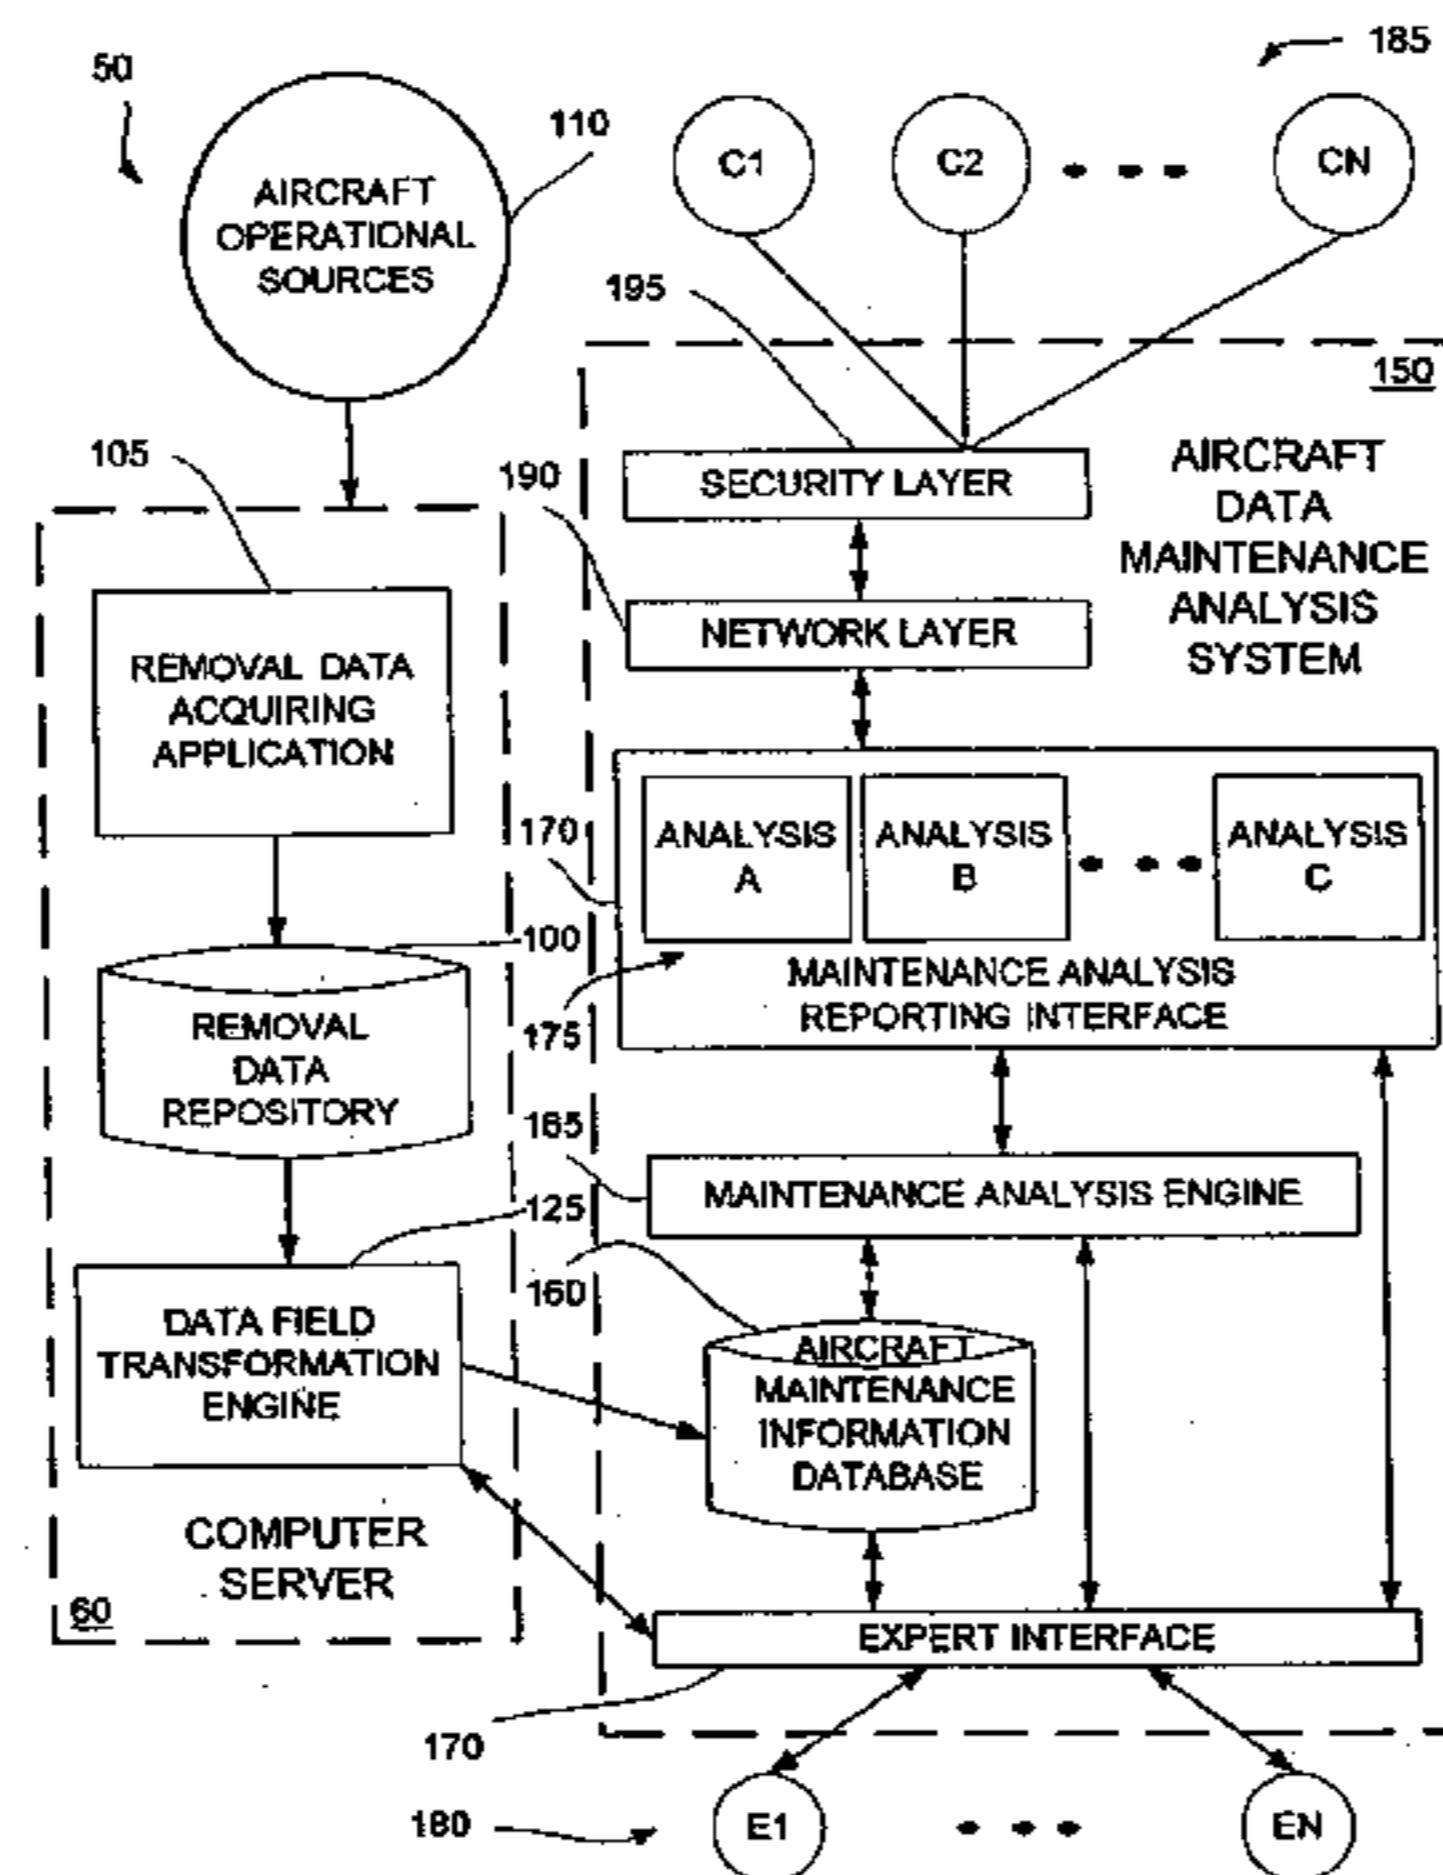 50
AIRCRAFT
OPERATIONAL
SOURCES
110
185
C1
C2
CN
195
150
105
190
SECURITY LAYER
AIRCRAFT
DATA
MAINTENANCE
ANALYSIS
SYSTEM
NETWORK LAYER
REMOVAL DATA
ACQUIRING
APPLICATION
170
ANALYSIS
A
ANALYSIS
B
ANALYSIS
C
100
175
MAINTENANCE ANALYSIS
REPORTING INTERFACE
REMOVAL
DATA
REPOSITORY
165
MAINTENANCE ANALYSIS ENGINE
125
160
DATA FIELD
TRANSFORMATION
ENGINE
AIRCRAFT
MAINTENANCE
INFORMATION
DATABASE
COMPUTER
SERVER
60
EXPERT INTERFACE
170
180
E1
EN